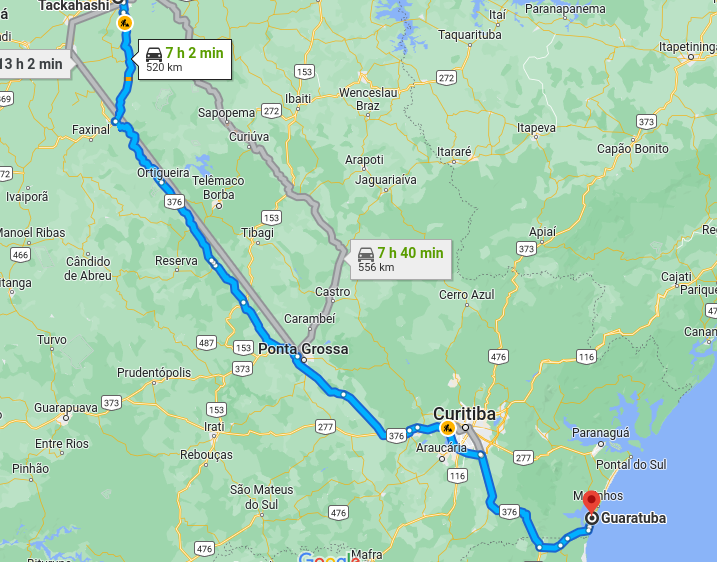 Tackahashi
Itaí
Paranapanema
Taquarituba
Itapetininga
7 h 2 min
520 km
13 h 2 min
153
272
Ibaiti
Wenceslau
Braz
272
Sapopema
Curiúva
Faxinal
Itararé
Itapeva
373
Capão Bonito
Arapoti
Jaguariaíva
Ortigueira
Telêmaco
Borba
376
Ivaiporã
153
Tibagi
Manoel Ribas
466
Cândido
de Abreu
Reserva
7 h 40 min
556 km
Apiaí
373
Castro
Cerro Azul
Cajati
Carambeí
Turvo
487
153
Ponta Grossa
373
476
116
Prudentópolis
Guarapuava
373
153
Irati
277
376
Curitiba
Araucária
116
277
Paranaguá
Pontal do Sul
Entre Rios
Pinhão
Rebouças
São Mateus
do Sul
476
376
Guaratuba
476
Mafra
Google